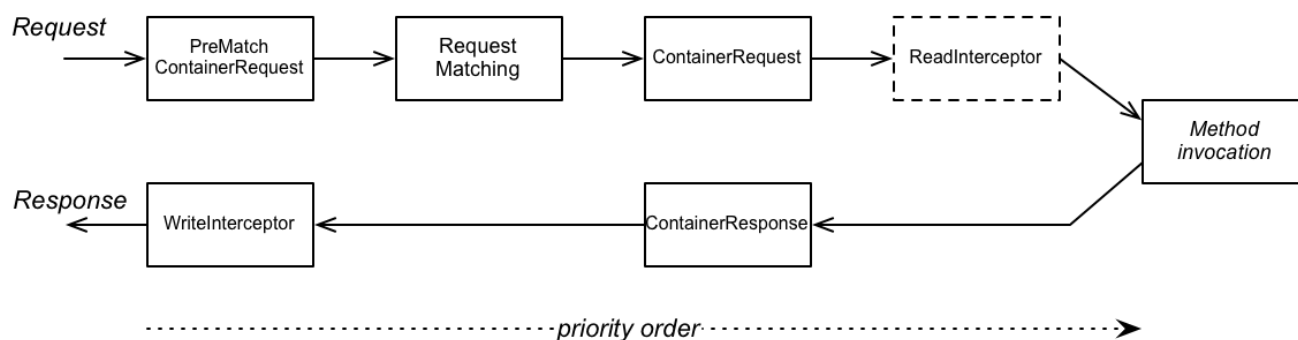 Request
PreMatch
ContainerRequest
Request
Matching
ContainerRequest
ReadInterceptor
Method
invocation
Response
WriteInterceptor
ContainerResponse
priority order